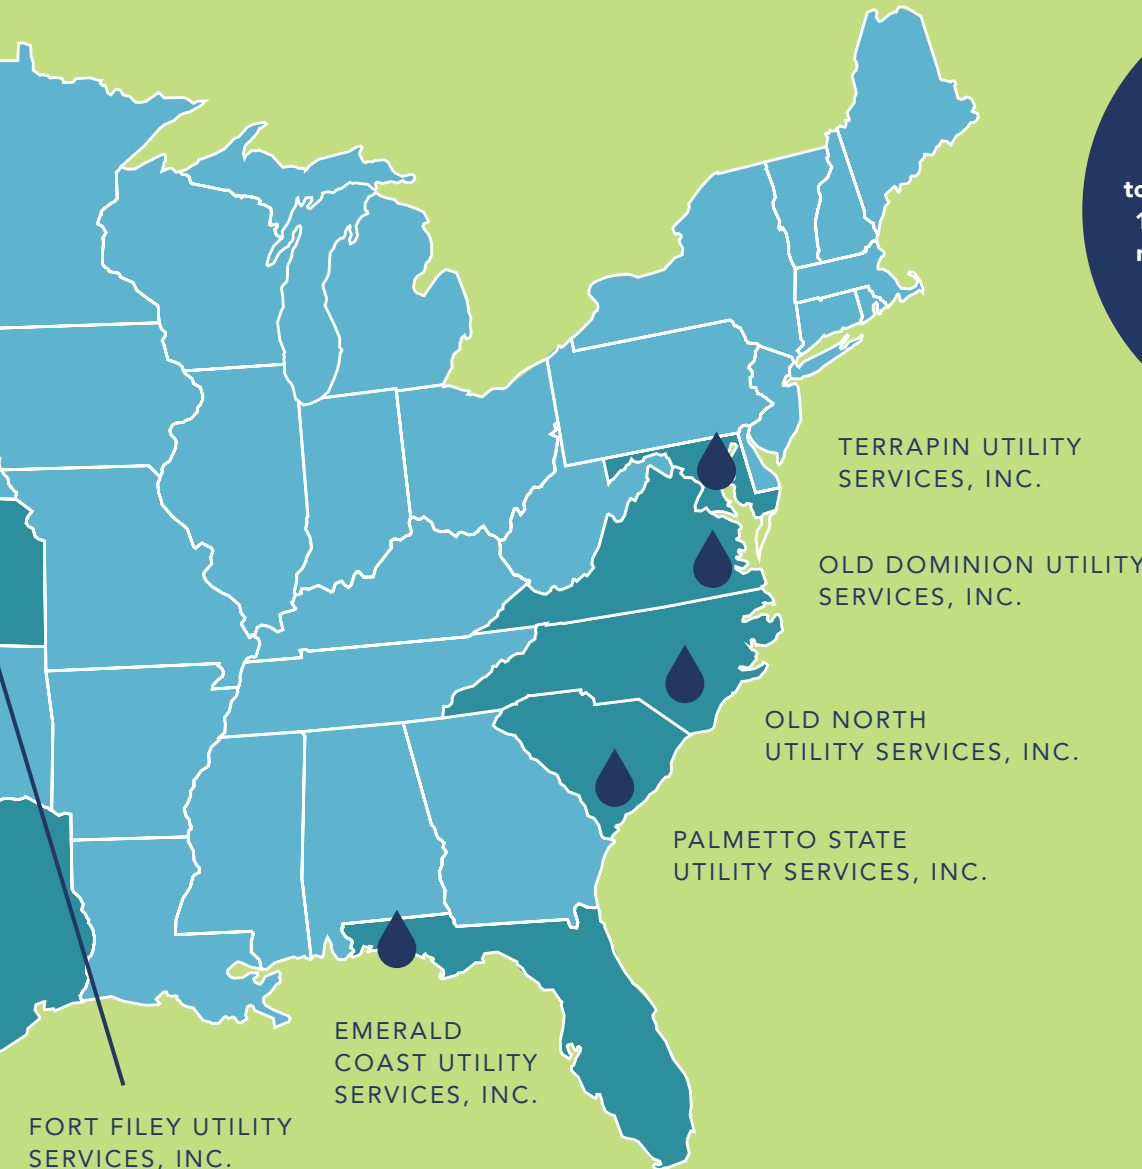 TERRAPIN UTILITY
SERVICES, INC.
OLD DOMINION UTILITY
SERVICES, INC.
OLD NORTH
UTILITY SERVICES, INC.
PALMETTO STATE
UTILITY SERVICES, INC.
EMERALD
COAST UTILITY
SERVICES, INC.
FORT FILEY UTILITY
SERVICES, INC.